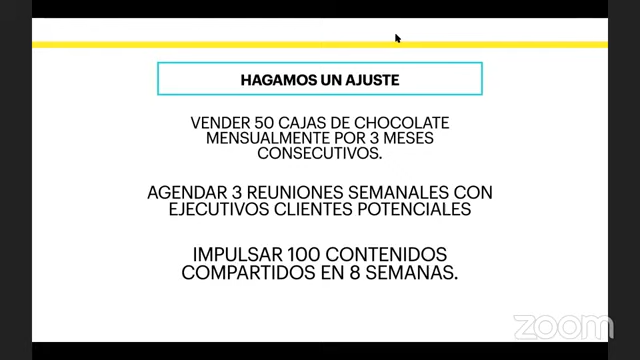 HAGAMOS UN AJUSTE
VENDER 50 CAJAS DE CHOCOLATE
MENSUALMENTE POR 3 MESES
CONSECUTIVOS.
AGENDAR 3 REUNIONES SEMANALES CON
EJECUTIVOS CLIENTES POTENCIALES
IMPULSAR 100 CONTENIDOS
COMPARTIDOS EN 8 SEMANAS.
zoom